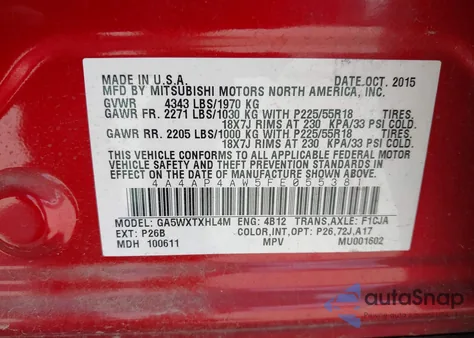 MADE IN U.S.A. DATE:OCT. 2015
MFD BY MITSUBISHI MOTORS NORTH AMERICA, INC.
GVWR 4343 LBS/1970 KG
GAWR FR. 2271 LBS/1030 KG WITH P225/55R18 TIRES,
18X7J RIMS AT 230 KPA/33 PSI COLD.
GAWR RR. 2205 LBS/1000 KG WITH P225/55R18 TIRES,
18X7J RIMS AT 230 KPA/33 PSI COLD.
THIS VEHICLE CONFORMS TO ALL APPLICABLE FEDERAL MOTOR
VEHICLE SAFETY AND THEFT PREVENTION STANDARDS IN
EFFECT ON THE DATE OF MANUFACTURE SHOWN ABOVE.
4A4AP4AW5FE055381
MODEL: GA5WXTXHL4M ENG: 4B12 TRANS,AXLE: F1CJA
EXT: P26B COLOR,INT,OPT: P26,72J,A17
MDH 100611 MPV MU001602
autoSnap